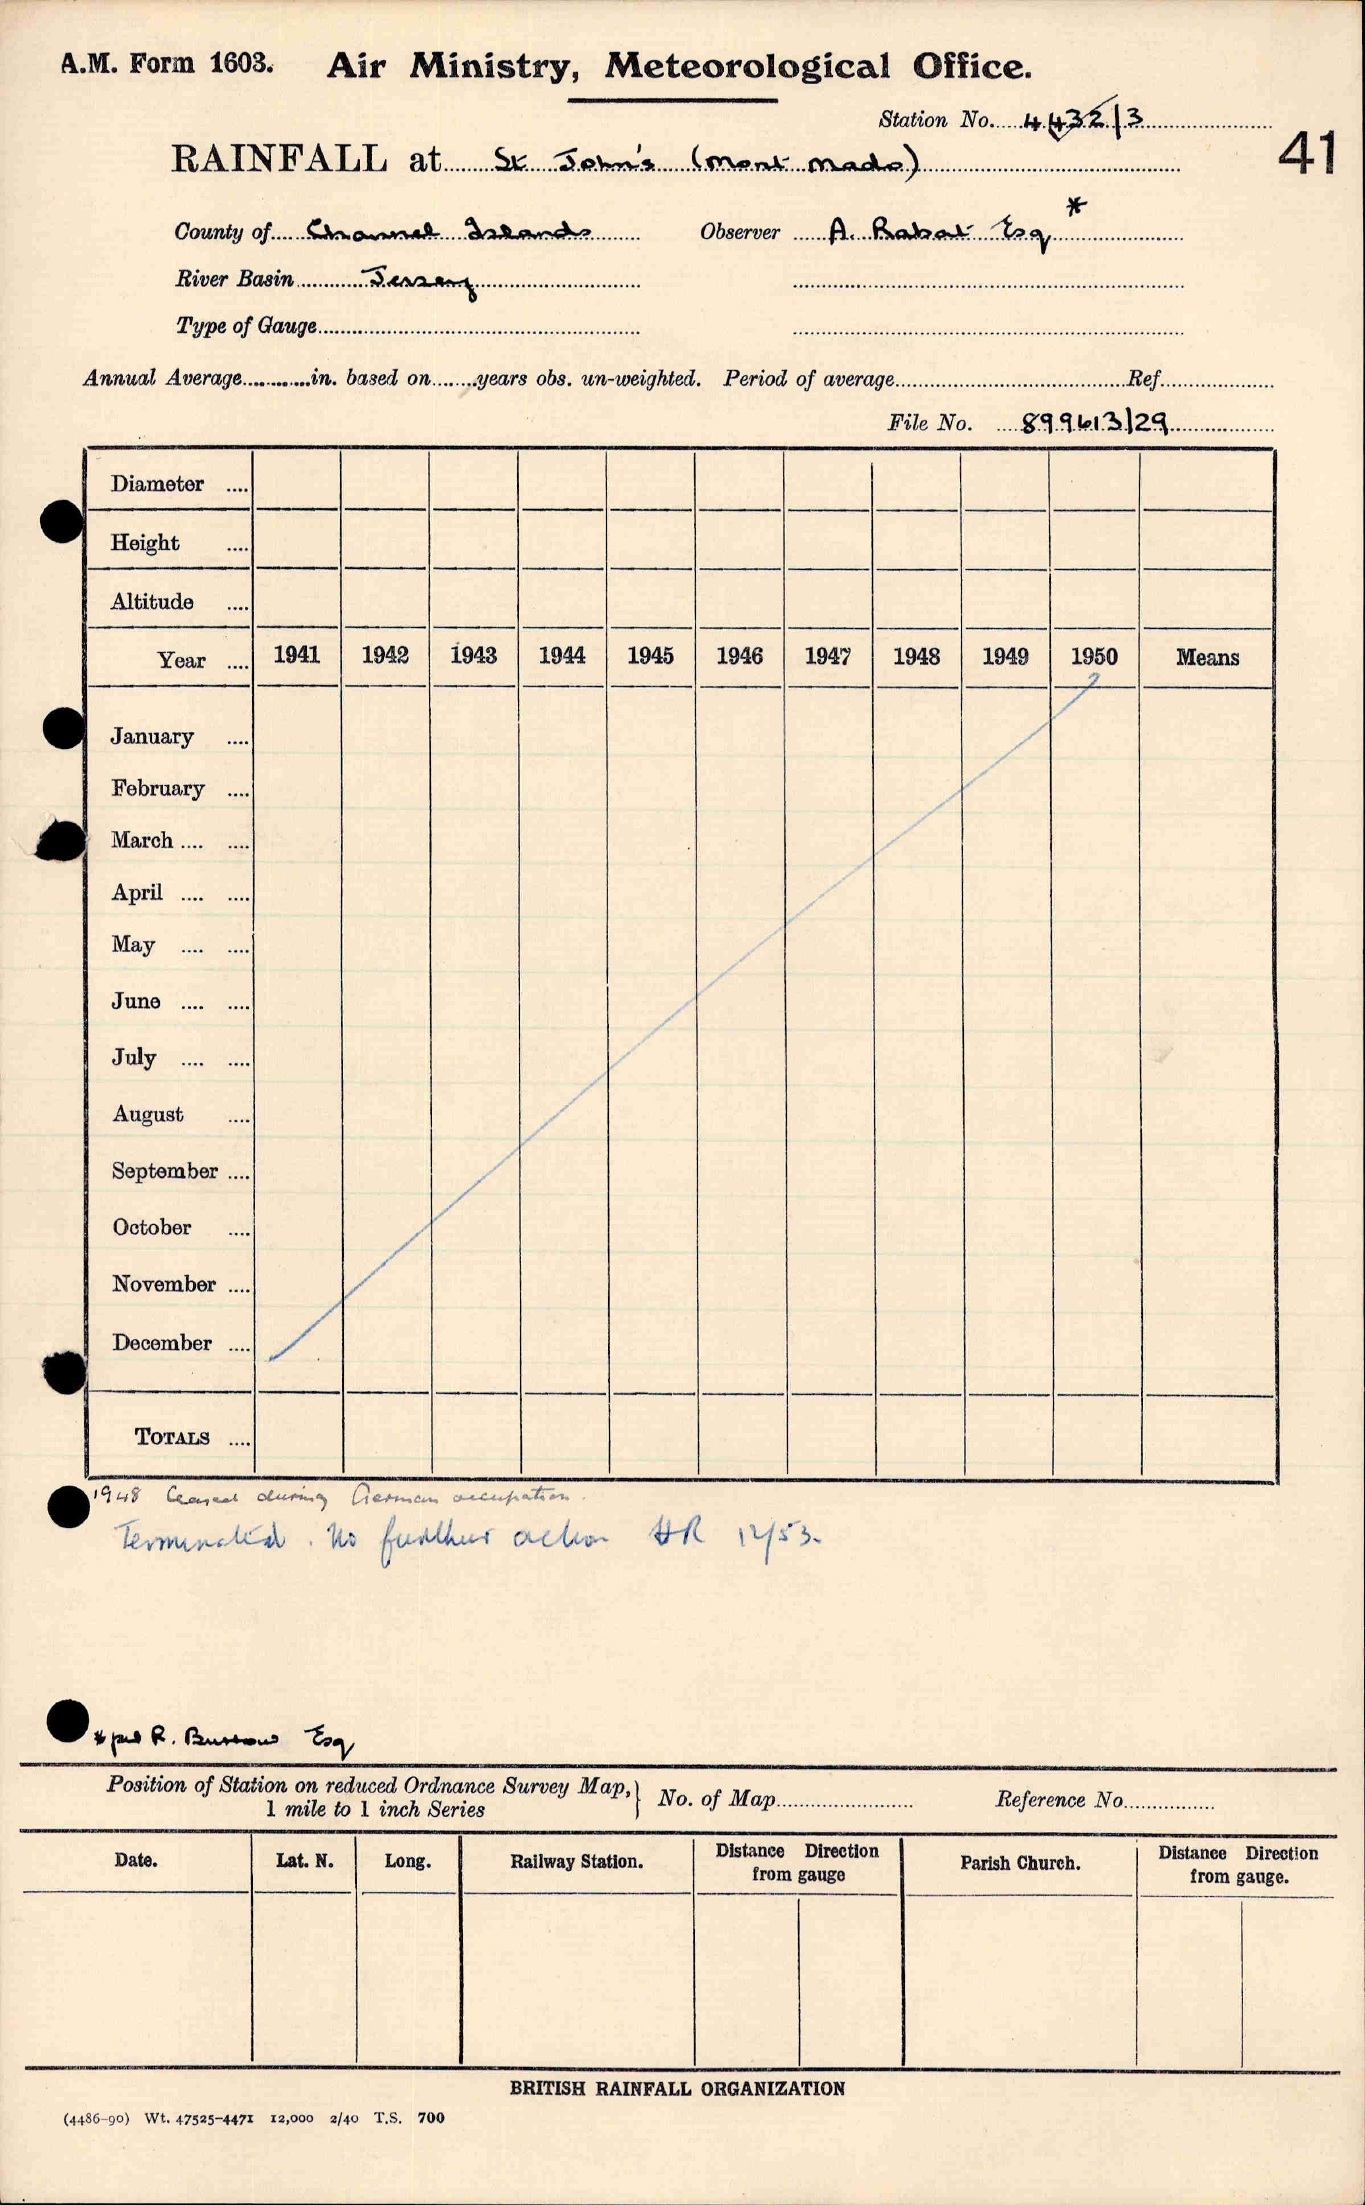 A.M. Form 1603. Air Ministry, Meteorological Office.
Station No. 4432/3
41
RAINFALL at St John's (Mont Mado)
County of Channel Islands Observer A. Rabat Esq *
River Basin Jersey
Type of Gauge
Annual Average............in. based on........years obs. un-weighted. Period of average Ref.
File No. 899613/29
Diameter ....
Height ....
Altitude ....
Year .... 1941 1942 1943 1944 1945 1946 1947 1948 1949 1950 Means
January ....
February ....
March .... ....
April .... ....
May .... ....
June .... ....
July .... ....
August ....
September ....
October ....
November ....
December ....
TOTALS ....
1948 Ceased during German occupation.
Terminated. No further action HR 12/53.
* per R. Burrow Esq
Position of Station on reduced Ordnance Survey Map, } No. of Map Reference No.
1 mile to 1 inch Series
Date. Lat. N. Long. Railway Station. Distance Direction from gauge Parish Church. Distance Direction from gauge.
BRITISH RAINFALL ORGANIZATION
(4486-90) Wt. 47525-4471 12,000 2/40 T.S. 700